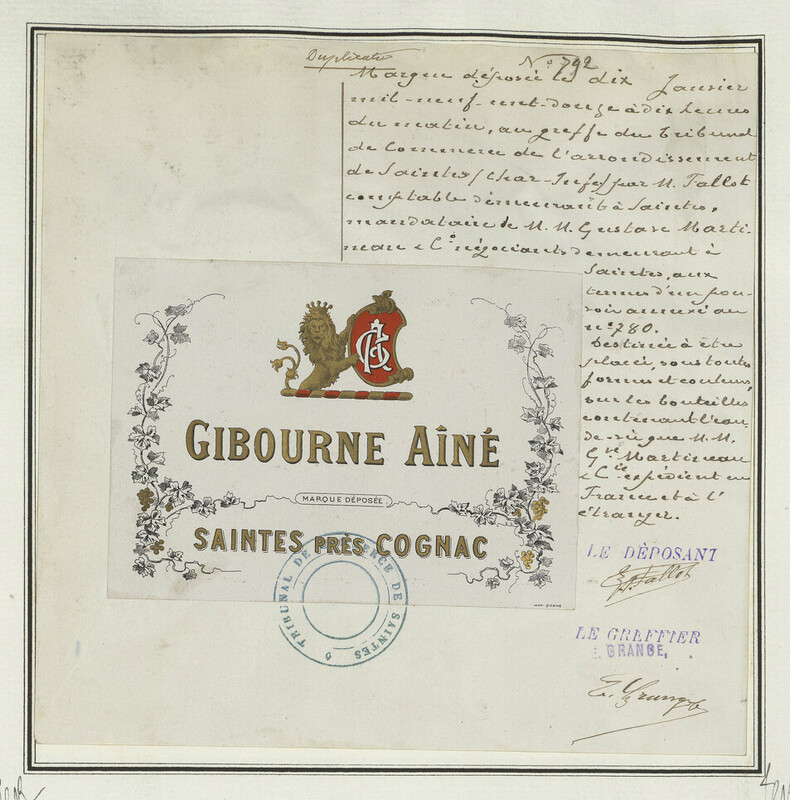 Duplicata
N° 792
Marque déposée le dix Janvier
mil-neuf-cent-douze à dix heures
du matin, au greffe du Tribunal
de Commerce de l'arrondissement
de Saintes (Char-Infe) par M. Fallot
comptable demeurant à Saintes,
mandataire de M.M. Gustave Marti-
neau & Cie négociants demeurant à
Saintes, aux
termes d'un pou-
voir annexé au
n° 780.
Destinée à être
placée, sous toutes
formes et couleurs,
sur les bouteilles
contenant l'eau-
de-vie que M.M.
Gve Martineau
& Cie expédient en
France et à l'
étranger.
GIBOURNE AÎNÉ
MARQUE DÉPOSÉE
SAINTES PRÈS COGNAC
TRIBUNAL DE COMMERCE DE SAINTES
LE DÉPOSANT
Fallot
LE GREFFIER
GRANGE,